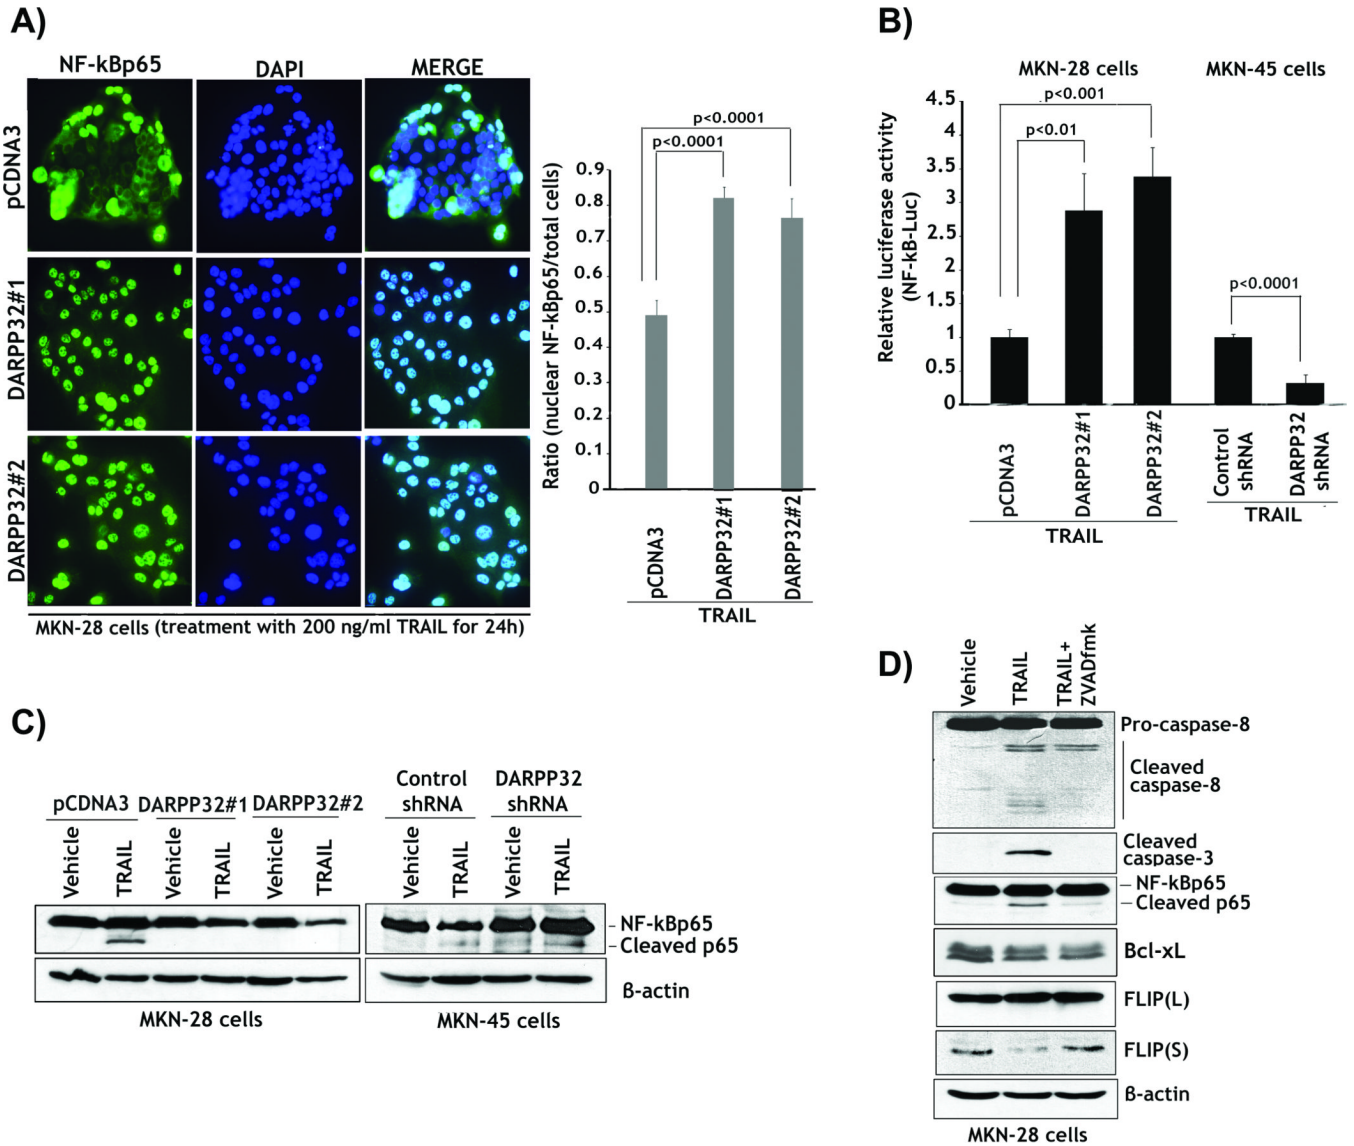 A)
NF-kBp65 DAPI MERGE
pCDNA3
DARPP32#1
DARPP32#2
MKN-28 cells (treatment with 200 ng/ml TRAIL for 24h)
Ratio (nuclear NF-kBp65/total cells)
p<0.0001
p<0.0001
0.9
0.8
0.7
0.6
0.5
0.4
0.3
0.2
0.1
0
pCDNA3
DARPP32#1
DARPP32#2
TRAIL
B)
MKN-28 cells MKN-45 cells
Relative luciferase activity
(NF-kB-Luc)
4.5
4
3.5
3
2.5
2
1.5
1
0.5
0
p<0.001
p<0.01
p<0.0001
pCDNA3
DARPP32#1
DARPP32#2
Control
shRNA
DARPP32
shRNA
TRAIL
TRAIL
C)
pCDNA3 DARPP32#1 DARPP32#2
Control
shRNA
DARPP32
shRNA
Vehicle
TRAIL
Vehicle
TRAIL
Vehicle
TRAIL
Vehicle
TRAIL
Vehicle
TRAIL
NF-kBp65
Cleaved p65
ß-actin
MKN-28 cells
MKN-45 cells
D)
Vehicle
TRAIL
TRAIL+
ZVADfmk
Pro-caspase-8
Cleaved
caspase-8
Cleaved
caspase-3
NF-kBp65
Cleaved p65
Bcl-xL
FLIP(L)
FLIP(S)
ß-actin
MKN-28 cells